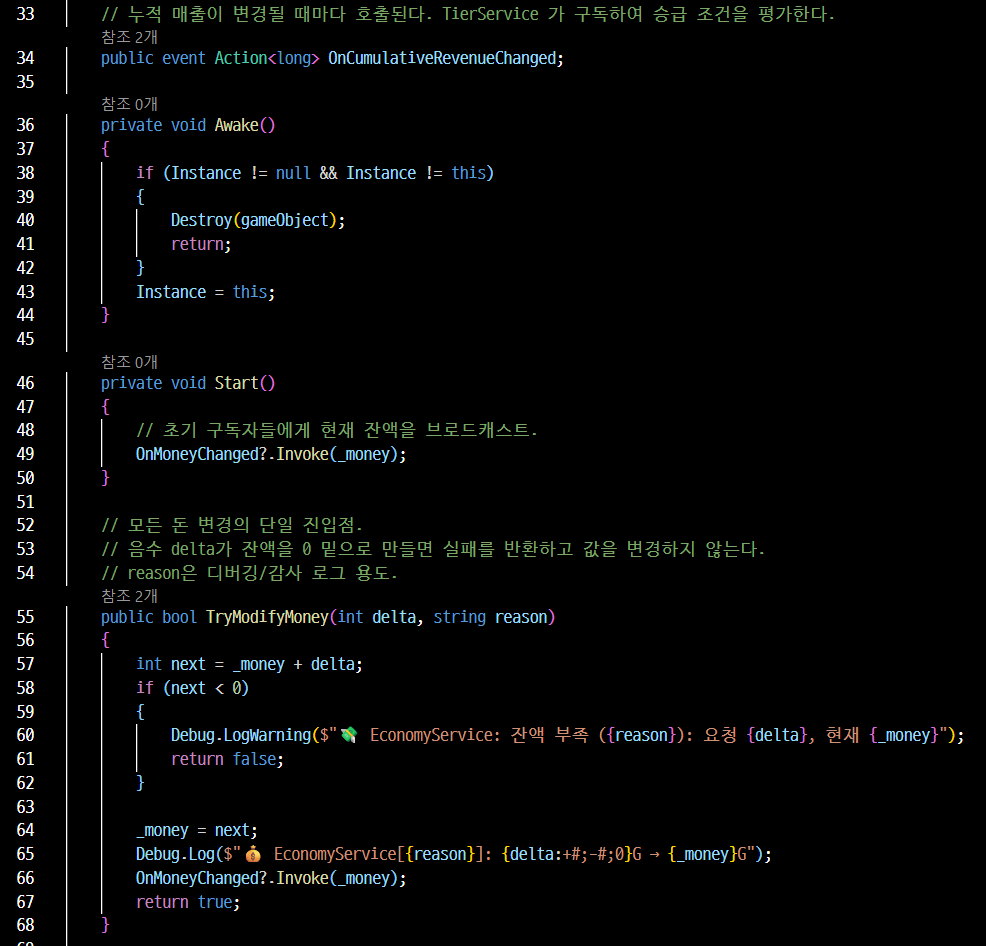 33 // 누적 매출이 변경될 때마다 호출된다. TierService 가 구독하여 승급 조건을 평가한다.
참조 2개
34 public event Action<long> OnCumulativeRevenueChanged;
35
참조 0개
36 private void Awake()
37 {
38 if (Instance != null && Instance != this)
39 {
40 Destroy(gameObject);
41 return;
42 }
43 Instance = this;
44 }
45
참조 0개
46 private void Start()
47 {
48 // 초기 구독자들에게 현재 잔액을 브로드캐스트.
49 OnMoneyChanged?.Invoke(_money);
50 }
51
52 // 모든 돈 변경의 단일 진입점.
53 // 음수 delta가 잔액을 0 밑으로 만들면 실패를 반환하고 값을 변경하지 않는다.
54 // reason은 디버깅/감사 로그 용도.
참조 2개
55 public bool TryModifyMoney(int delta, string reason)
56 {
57 int next = _money + delta;
58 if (next < 0)
59 {
60 Debug.LogWarning($"💸 EconomyService: 잔액 부족 ({reason}): 요청 {delta}, 현재 {_money}");
61 return false;
62 }
63
64 _money = next;
65 Debug.Log($"💰 EconomyService[{reason}]: {delta:+#;-#;0}G → {_money}G");
66 OnMoneyChanged?.Invoke(_money);
67 return true;
68 }